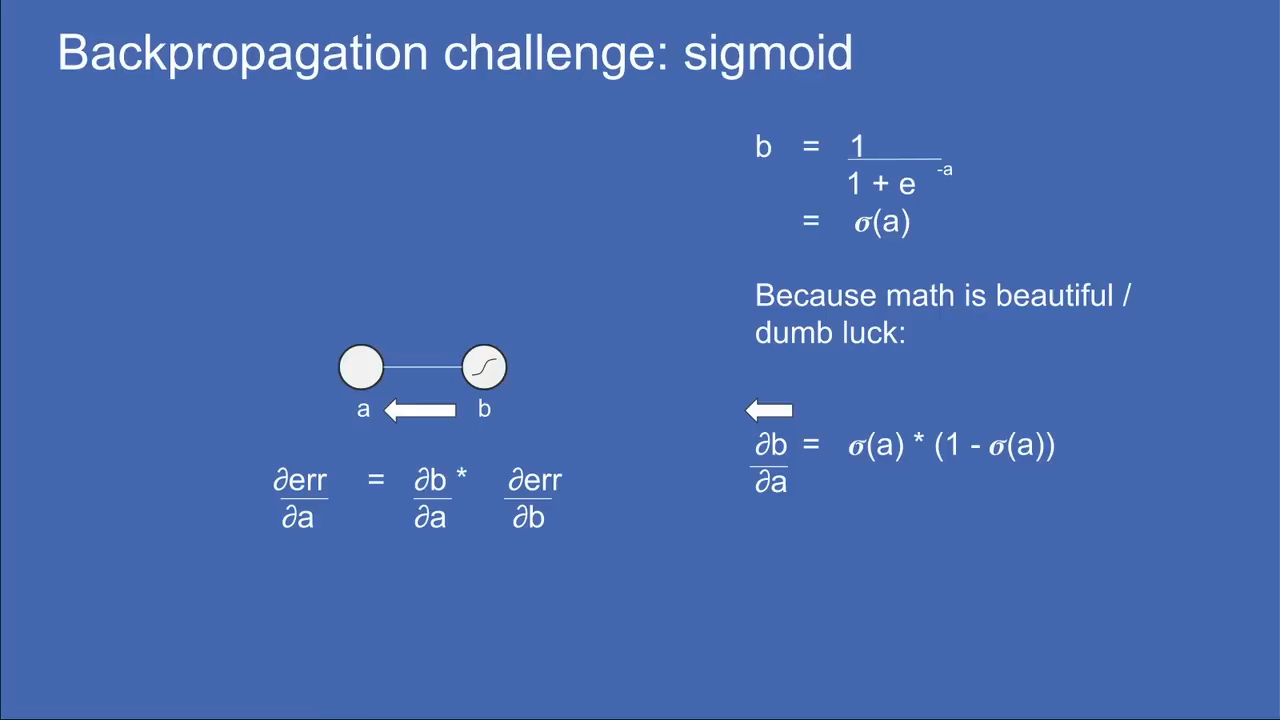 Backpropagation challenge: sigmoid
b = 1
1 + e -a
= σ(a)
Because math is beautiful /
dumb luck:
a b
∂b = σ(a) * (1 - σ(a))
∂a
∂err = ∂b * ∂err
∂a ∂a ∂b